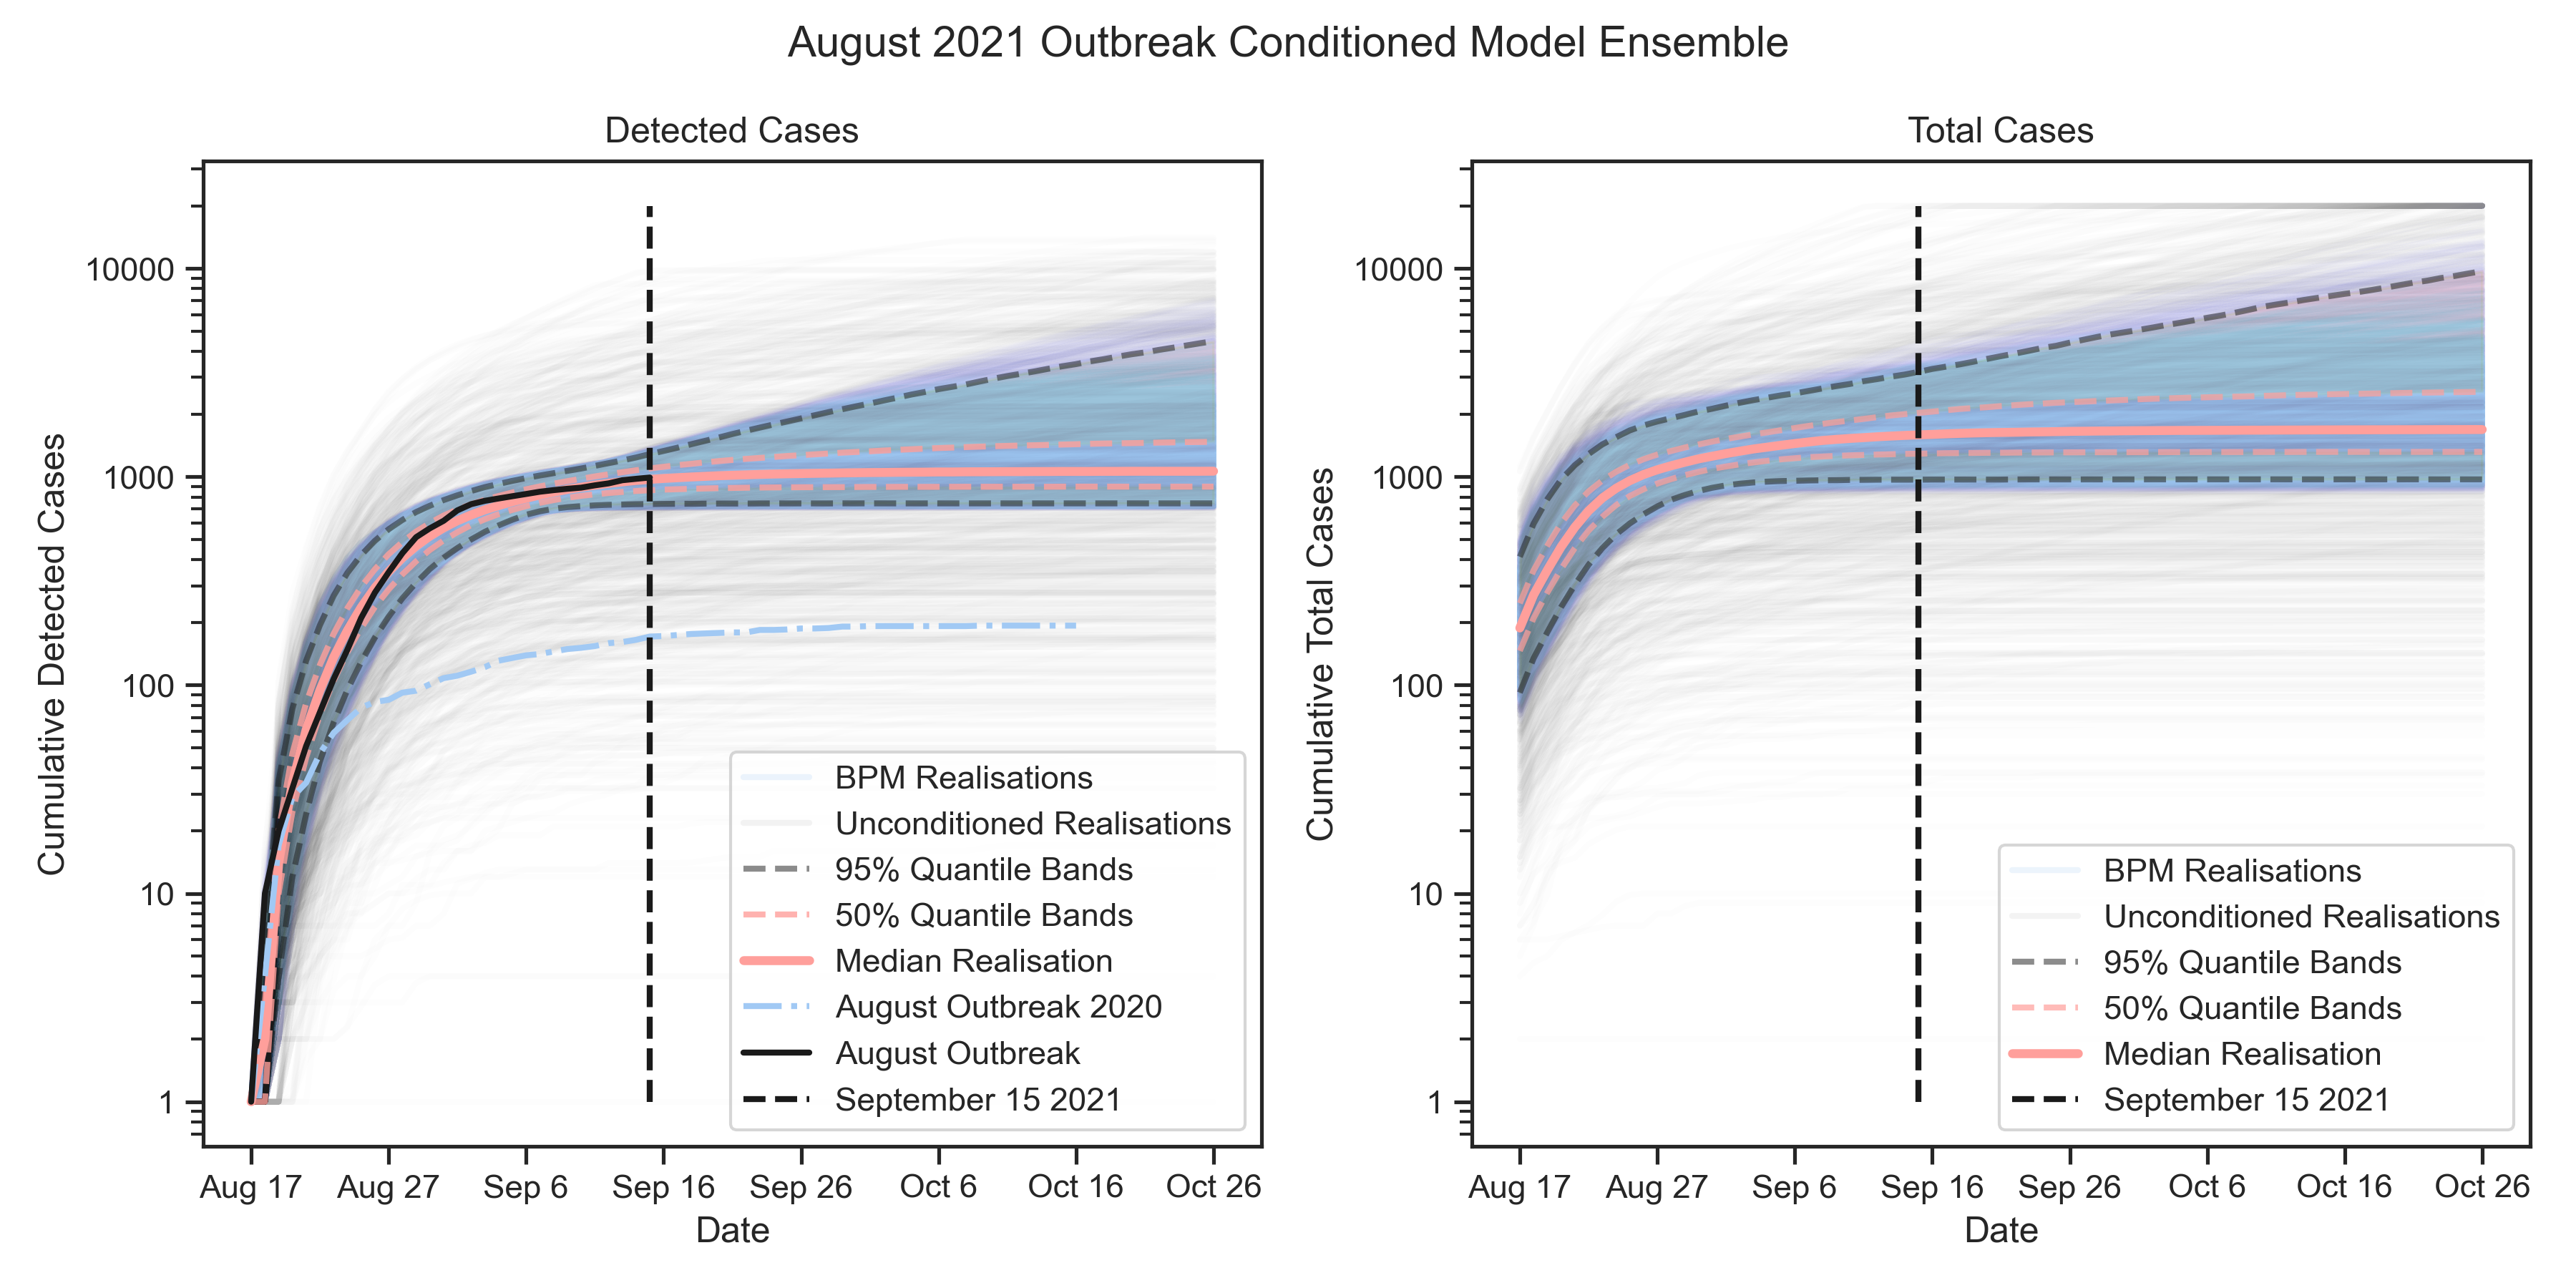 August 2021 Outbreak Conditioned Model Ensemble
Detected Cases
Cumulative Detected Cases
10000
1000
100
10
1
BPM Realisations
Unconditioned Realisations
95% Quantile Bands
50% Quantile Bands
Median Realisation
August Outbreak 2020
August Outbreak
September 15 2021
Aug 17
Aug 27
Sep 6
Sep 16
Sep 26
Oct 6
Oct 16
Oct 26
Date
Total Cases
Cumulative Total Cases
10000
1000
100
10
1
BPM Realisations
Unconditioned Realisations
95% Quantile Bands
50% Quantile Bands
Median Realisation
September 15 2021
Aug 17
Aug 27
Sep 6
Sep 16
Sep 26
Oct 6
Oct 16
Oct 26
Date